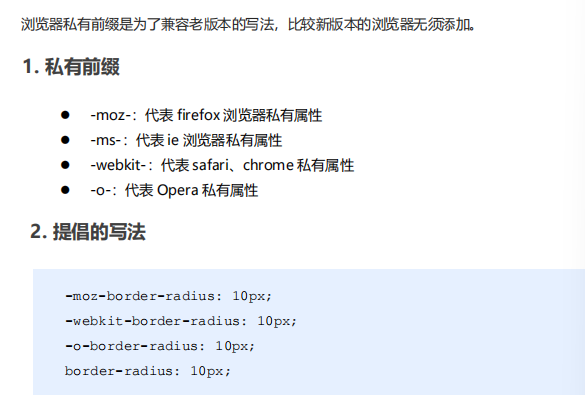 浏览器私有前缀是为了兼容老版本的写法，比较新版本的浏览器无须添加。
1. 私有前缀
● -moz-：代表 firefox 浏览器私有属性
● -ms-：代表 ie 浏览器私有属性
● -webkit-：代表 safari、chrome 私有属性
● -o-：代表 Opera 私有属性
2. 提倡的写法
-moz-border-radius: 10px;
-webkit-border-radius: 10px;
-o-border-radius: 10px;
border-radius: 10px;